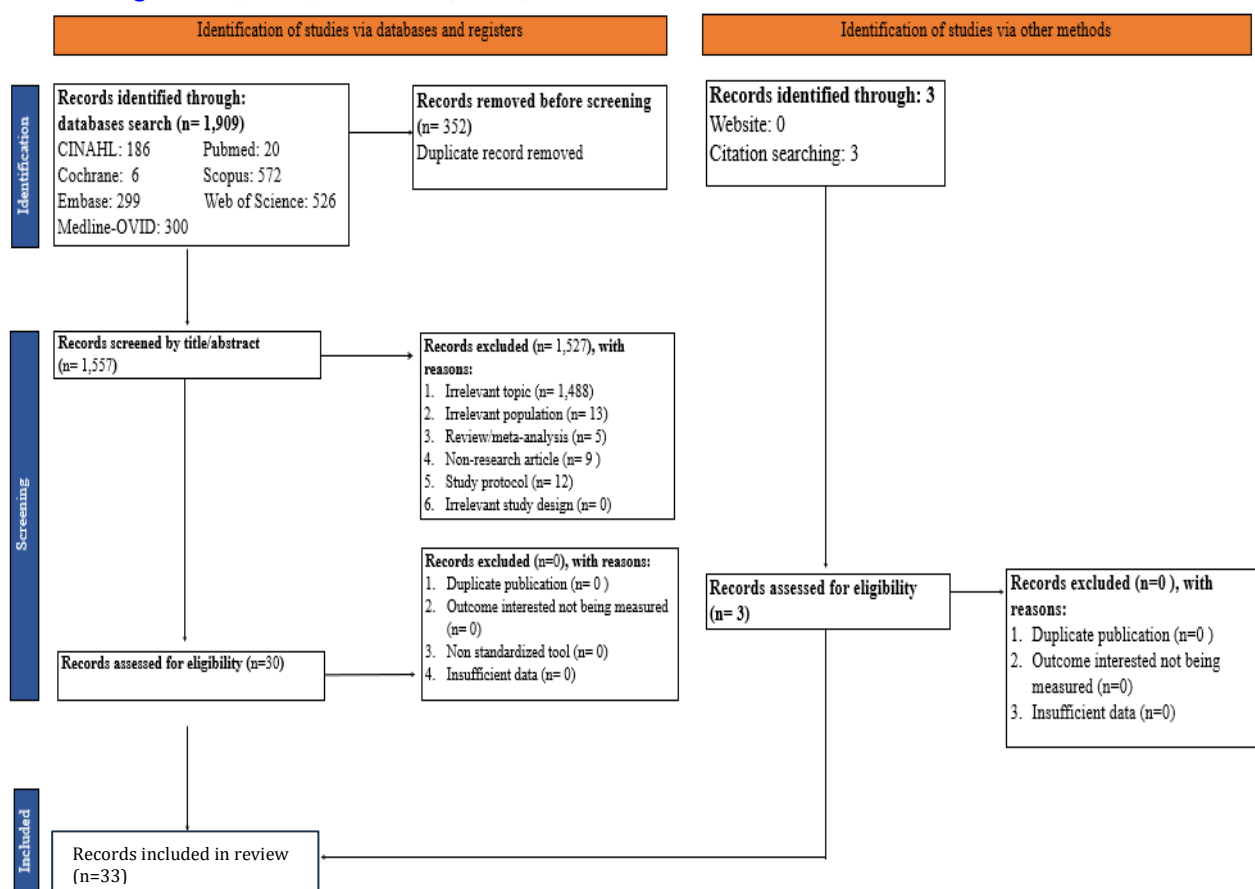 Identification of studies via databases and registers
Identification of studies via other methods
Identification
Records identified through:
databases search (n= 1,909)
CINAHL: 186 Pubmed: 20
Cochrane: 6 Scopus: 572
Embase: 299 Web of Science: 526
Medline-OVID: 300
Records removed before screening
(n= 352)
Duplicate record removed
Records identified through: 3
Website: 0
Citation searching: 3
Screening
Records screened by title/abstract
(n= 1,557)
Records excluded (n= 1,527), with
reasons:
1. Irrelevant topic (n= 1,488)
2. Irrelevant population (n= 13)
3. Review/meta-analysis (n= 5)
4. Non-research article (n= 9 )
5. Study protocol (n= 12)
6. Irrelevant study design (n= 0)
Records assessed for eligibility (n=30)
Records excluded (n=0), with reasons:
1. Duplicate publication (n= 0 )
2. Outcome interested not being measured
(n= 0)
3. Non standardized tool (n= 0)
4. Insufficient data (n= 0)
Records assessed for eligibility
(n= 3)
Records excluded (n=0 ), with
reasons:
1. Duplicate publication (n=0 )
2. Outcome interested not being
measured (n=0)
3. Insufficient data (n=0)
Included
Records included in review
(n=33)